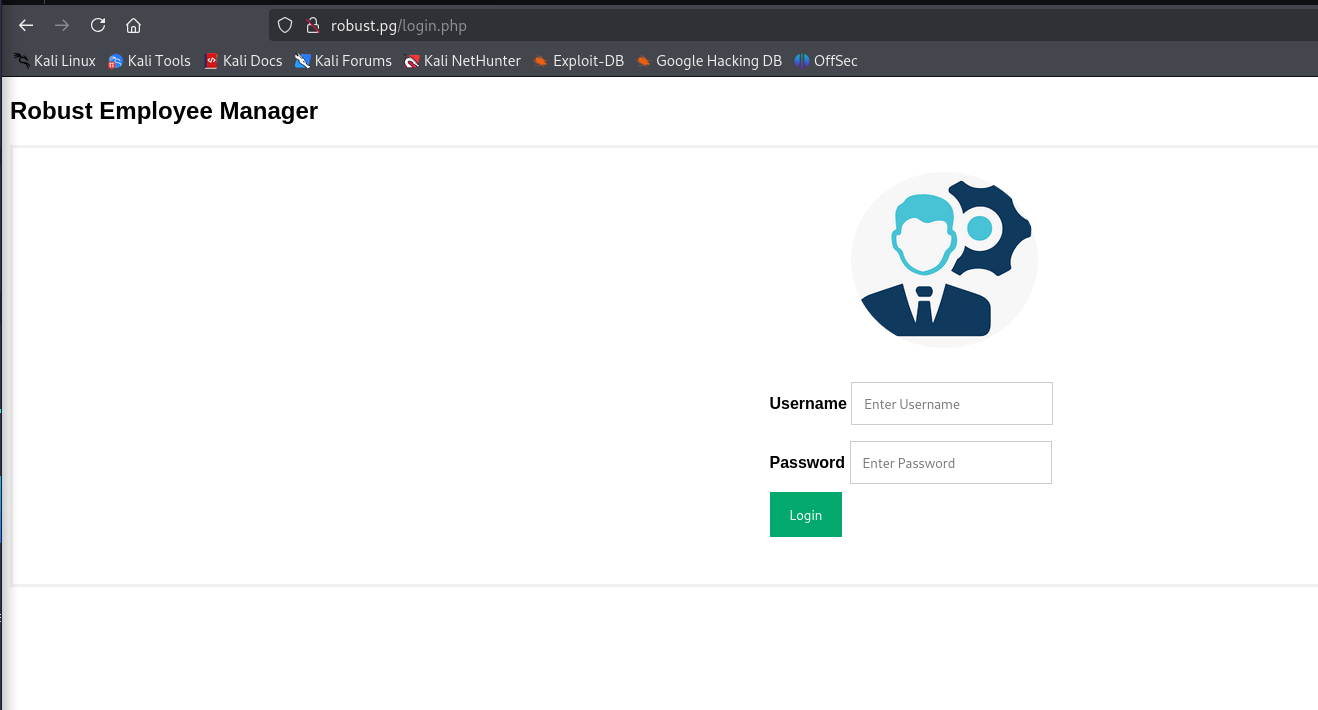 robust.pg/login.php
Kali Linux Kali Tools Kali Docs Kali Forums Kali NetHunter Exploit-DB Google Hacking DB OffSec
Robust Employee Manager
Username Enter Username
Password Enter Password
Login